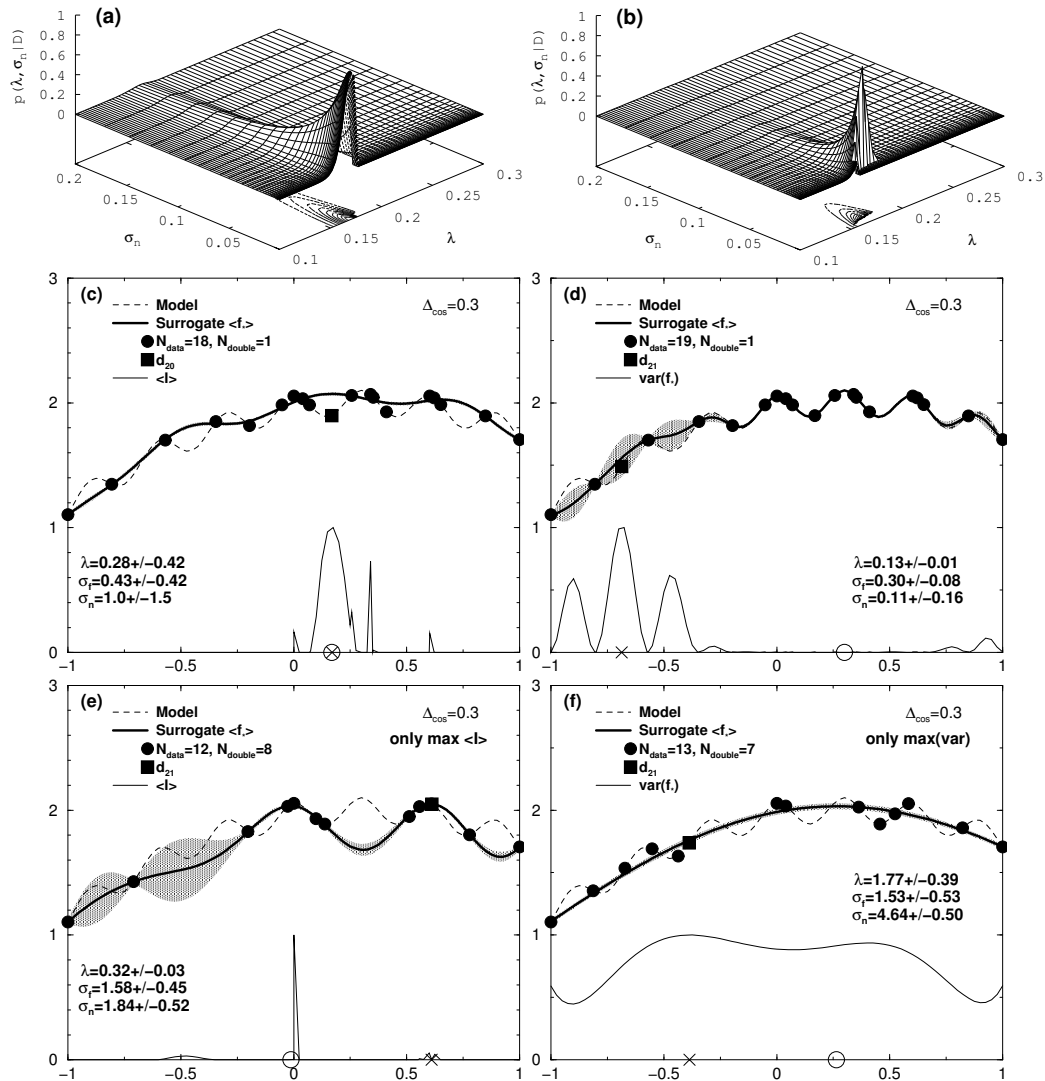 (a)
1
0.8
0.6
0.4
0.2
0
p(λ,σn|D)
0.2
0.15
0.1
0.05
σn
0.1
0.15
0.2
0.25
0.3
λ
(b)
1
0.8
0.6
0.4
0.2
0
p(λ,σn|D)
0.2
0.15
0.1
0.05
σn
0.1
0.15
0.2
0.25
0.3
λ
(c)
Model
Surrogate <f*>
Ndata=18, Ndouble=1
d20
<I>
Δcos=0.3
λ=0.28+/−0.42
σf=0.43+/−0.42
σn=1.0+/−1.5
3
2
1
0
−1 −0.5 0 0.5 1
(d)
Model
Surrogate <f*>
Ndata=19, Ndouble=1
d21
var(f*)
Δcos=0.3
λ=0.13+/−0.01
σf=0.30+/−0.08
σn=0.11+/−0.16
3
2
1
0
−1 −0.5 0 0.5 1
(e)
Model
Surrogate <f*>
Ndata=12, Ndouble=8
d21
<I>
Δcos=0.3
only max <I>
λ=0.32+/−0.03
σf=1.58+/−0.45
σn=1.84+/−0.52
3
2
1
0
−1 −0.5 0 0.5 1
(f)
Model
Surrogate <f*>
Ndata=13, Ndouble=7
d21
var(f*)
Δcos=0.3
only max(var)
λ=1.77+/−0.39
σf=1.53+/−0.53
σn=4.64+/−0.50
3
2
1
0
−1 −0.5 0 0.5 1